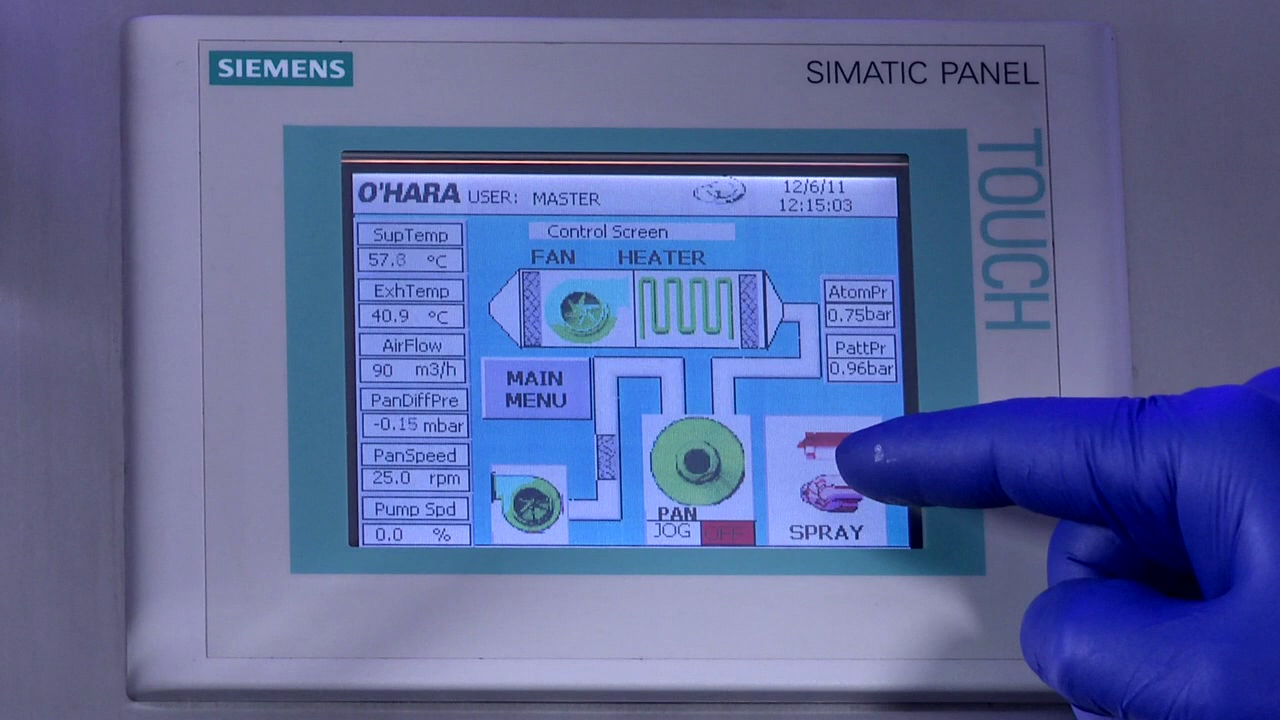 SIEMENS
SIMATIC PANEL
TOUCH
O'HARA USER: MASTER
12/6/11
12:15:03
Control Screen
FAN HEATER
SupTemp
57.8 °C
ExhTemp
40.9 °C
AirFlow
90 m3/h
PanDiffPre
-0.15 mbar
PanSpeed
25.0 rpm
Pump Spd
0.0 %
MAIN
MENU
AtomPr
0.75bar
PattPr
0.96bar
PAN
JOG OFF
SPRAY